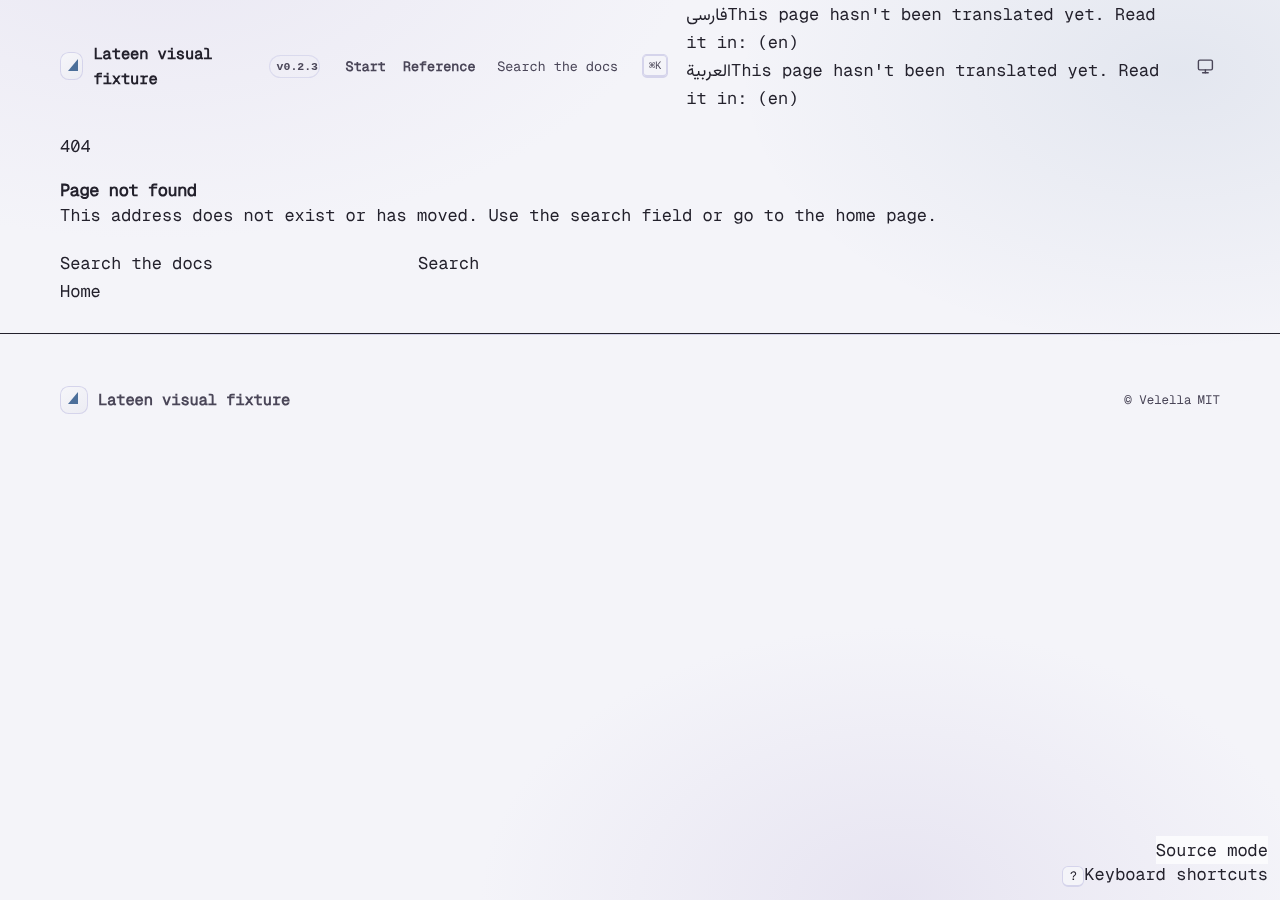 فارسیThis page hasn't been translated yet. Read
it in: (en)
العربيةThis page hasn't been translated yet. Read
it in: (en)
Lateen visual
fixture
v0.2.3
Start
Reference
Search the docs
⌘K
404
Page not found
This address does not exist or has moved. Use the search field or go to the home page.
Search the docs
Search
Home
Lateen visual fixture
© Velella MIT
Source mode
? Keyboard shortcuts